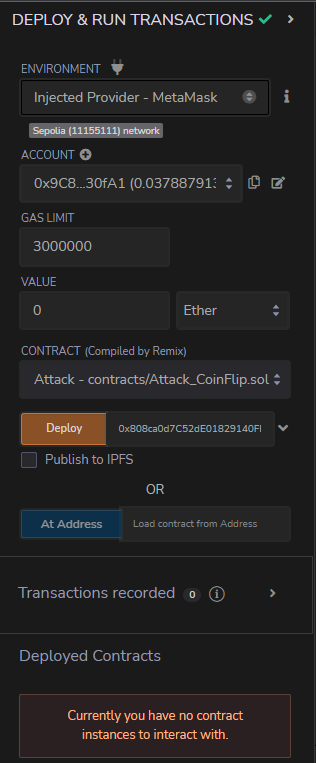 DEPLOY & RUN TRANSACTIONS
ENVIRONMENT
Injected Provider - MetaMask
Sepolia (11155111) network
ACCOUNT
0x9C8...30fA1 (0.037887913
GAS LIMIT
3000000
VALUE
0 Ether
CONTRACT (Compiled by Remix)
Attack - contracts/Attack_CoinFlip.sol
Deploy 0x808ca0d7C52dE01829140Fl
Publish to IPFS
OR
At Address Load contract from Address
Transactions recorded 0
Deployed Contracts
Currently you have no contract
instances to interact with.